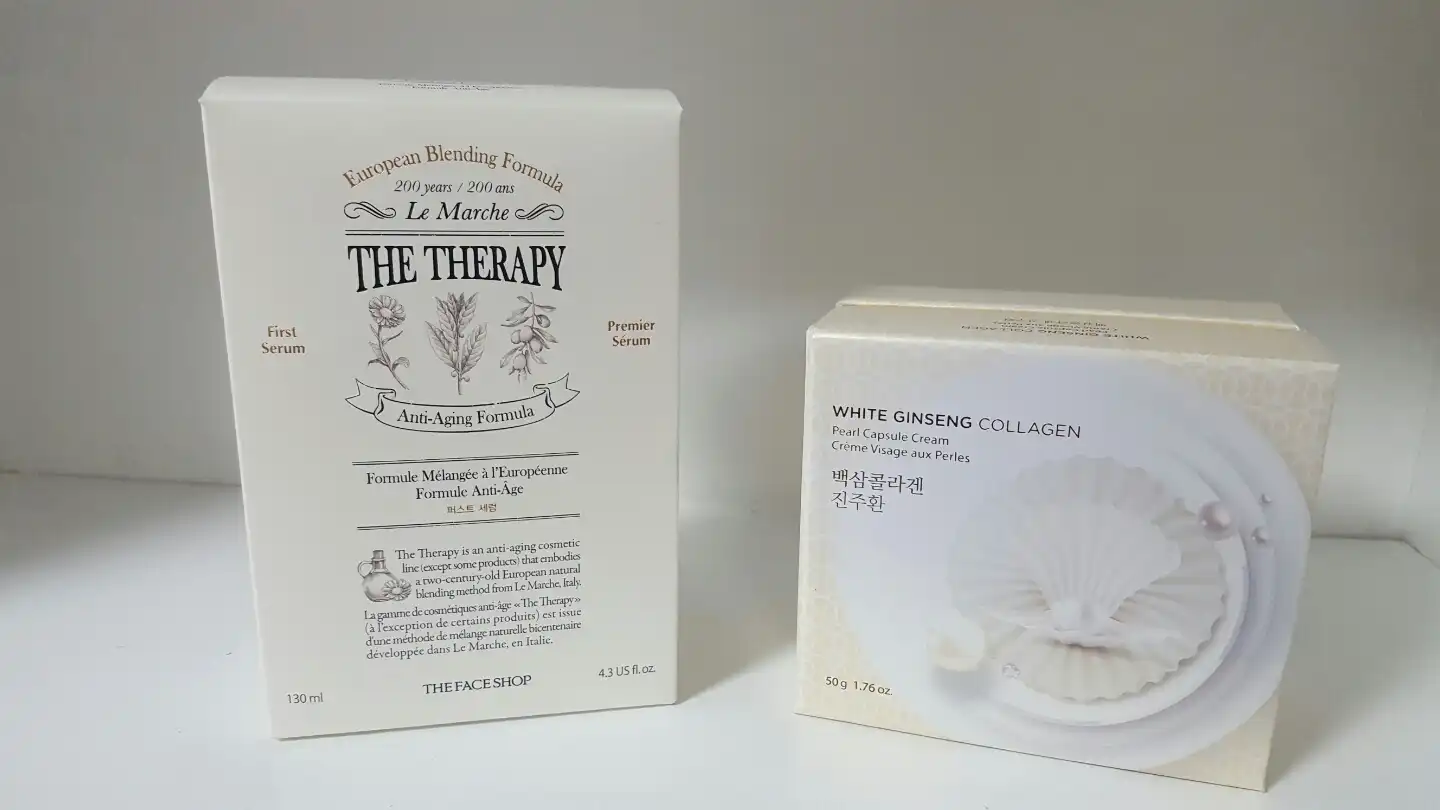 European Blending Formula
200 years / 200 ans
Le Marche
THE THERAPY
First
Serum
Premier
Sérum
Anti-Aging Formula
Formule Mélangée à l'Européenne
Formule Anti-Âge
퍼스트 세럼
The Therapy is an anti-aging cosmetic
line (except some products) that embodies
a two-century-old European natural
blending method from Le Marche, Italy.
La gamme de cosmétiques anti-âge «The Therapy»
(à l'exception de certains produits) est issue
d'une méthode de mélange naturelle bicentenaire
développée dans Le Marche, en Italie.
130 ml
THEFACESHOP
4.3 US fl. oz.
WHITE GINSENG COLLAGEN
WHITE GINSENG COLLAGEN
Pearl Capsule Cream
Crème Visage aux Perles
백삼콜라겐
진주환
50 g 1.76 oz.